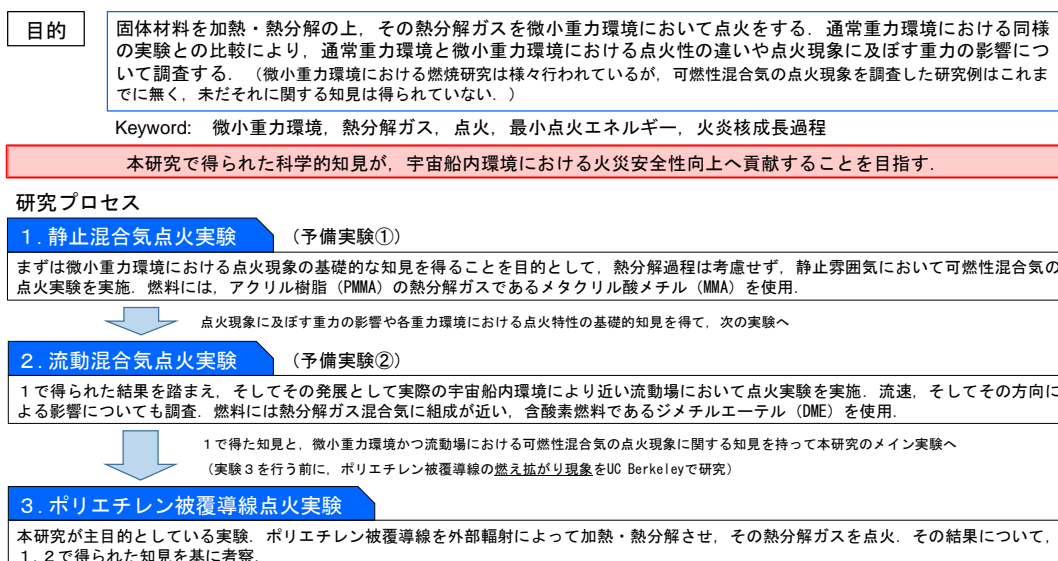 目的
固体材料を加熱・熱分解の上，その熱分解ガスを微小重力環境において点火をする．通常重力環境における同様
の実験との比較により，通常重力環境と微小重力環境における点火性の違いや点火現象に及ぼす重力の影響につ
いて調査する．（微小重力環境における燃焼研究は様々行われているが，可燃性混合気の点火現象を調査した研究例はこれま
でに無く，未だそれに関する知見は得られていない．）
Keyword: 微小重力環境，熱分解ガス，点火，最小点火エネルギー，火炎核成長過程
本研究で得られた科学的知見が，宇宙船内環境における火災安全性向上へ貢献することを目指す．
研究プロセス
１.静止混合気点火実験 （予備実験①）
まずは微小重力環境における点火現象の基礎的な知見を得ることを目的として，熱分解過程は考慮せず，静止雰囲気において可燃性混合気の
点火実験を実施．燃料には，アクリル樹脂（PMMA）の熱分解ガスであるメタクリル酸メチル（MMA）を使用．
点火現象に及ぼす重力の影響や各重力環境における点火特性の基礎的知見を得て，次の実験へ
２.流動混合気点火実験 （予備実験②）
１で得られた結果を踏まえ，そしてその発展として実際の宇宙船内環境により近い流動場において点火実験を実施．流速，そしてその方向に
よる影響についても調査．燃料には熱分解ガス混合気に組成が近い，含酸素燃料であるジメチルエーテル（DME）を使用．
１で得た知見と，微小重力環境かつ流動場における可燃性混合気の点火現象に関する知見を持って本研究のメイン実験へ
（実験３を行う前に，ポリエチレン被覆導線の燃え拡がり現象をUC Berkeleyで研究）
３.ポリエチレン被覆導線点火実験
本研究が主目的としている実験．ポリエチレン被覆導線を外部輻射によって加熱・熱分解させ，その熱分解ガスを点火．その結果について，
１，２で得られた知見を基に考察．